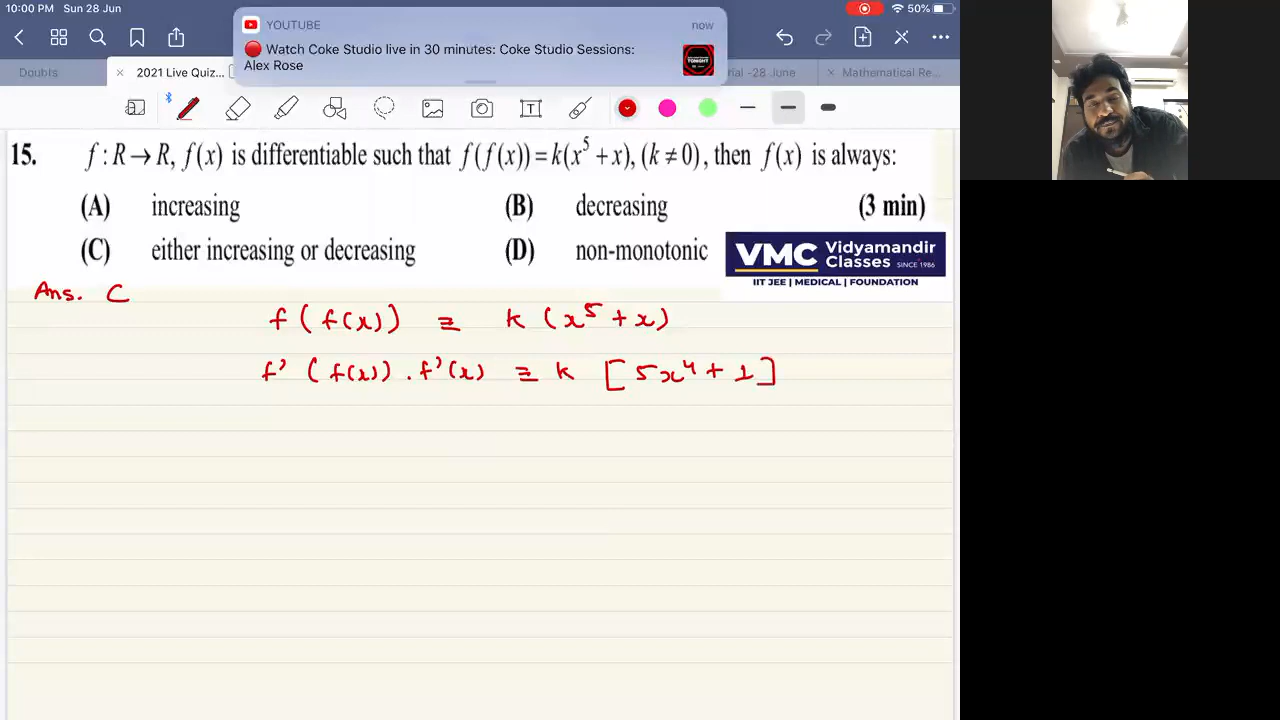 10:00 PM Sun 28 Jun
50%
YOUTUBE now
🔴 Watch Coke Studio live in 30 minutes: Coke Studio Sessions:
Alex Rose
Doubts × 2021 Live Quiz... rial -28 June × Mathematical Re...
T
15. f : R → R, f(x) is differentiable such that f(f(x)) = k(x⁵ + x), (k ≠ 0), then f(x) is always:
(A) increasing (B) decreasing (3 min)
(C) either increasing or decreasing (D) non-monotonic
VMC Vidyamandir Classes SINCE 1986
IIT JEE | MEDICAL | FOUNDATION
Ans. C
f ( f(x) ) = k ( x⁵ + x )
f' ( f(x) ) . f'(x) = k [ 5x⁴ + 1 ]